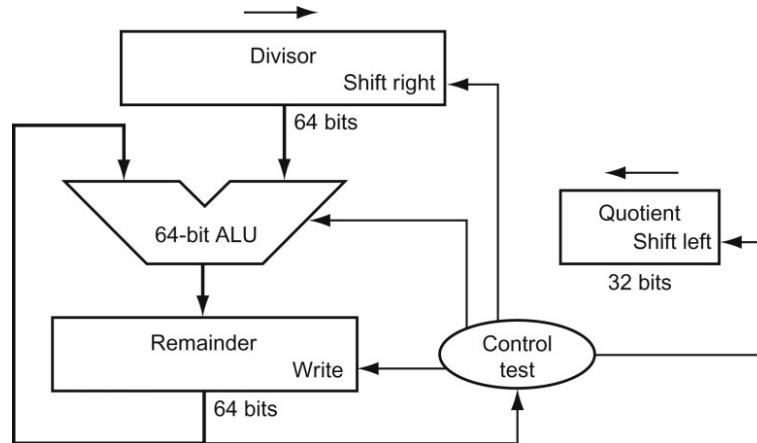 Divisor
Shift right
64 bits
64-bit ALU
Quotient
Shift left
32 bits
Remainder
Write
Control
test
64 bits